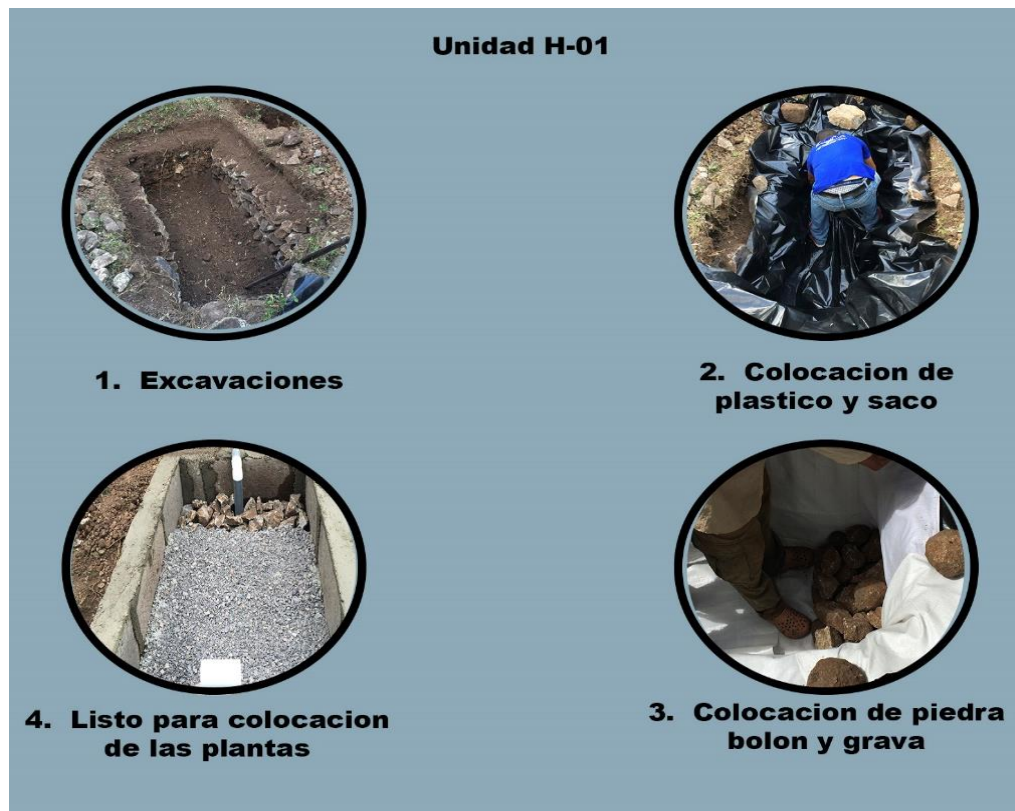 Unidad H-01
1. Excavaciones
2. Colocacion de
plastico y saco
3. Colocacion de piedra
bolon y grava
4. Listo para colocacion
de las plantas